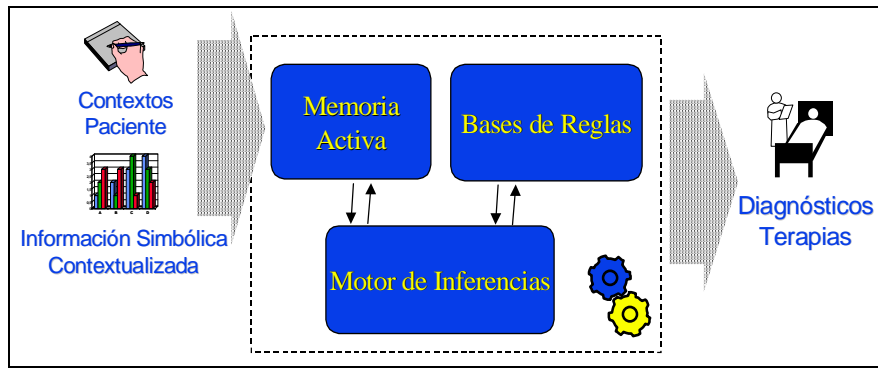 Contextos
Paciente
Información Simbólica
Contextualizada
Memoria
Activa
Bases de Reglas
Motor de Inferencias
Diagnósticos
Terapias